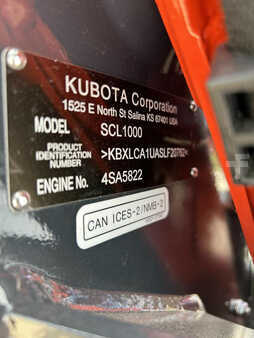 KUBOTA Corporation
1525 E North St Salina KS 67401 USA
MODEL SCL1000
PRODUCT IDENTIFICATION NUMBER >KBXLCA1UASLF20762<
ENGINE No. 4SA5822
CAN ICES-2/NMB-2